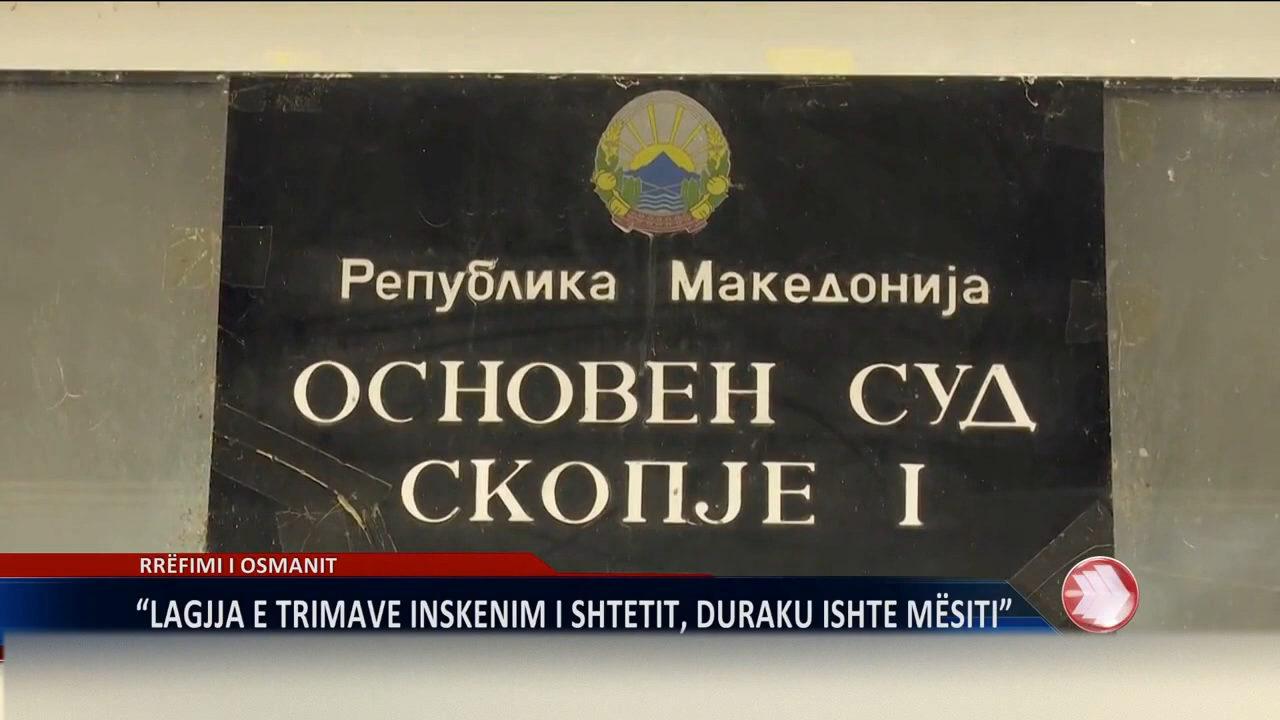 Република Македонија
ОСНОВЕН СУД
СКОПЈЕ I
RRËFIMI I OSMANIT
“LAGJJA E TRIMAVE INSKENIM I SHTETIT, DURAKU ISHTE MËSITI”